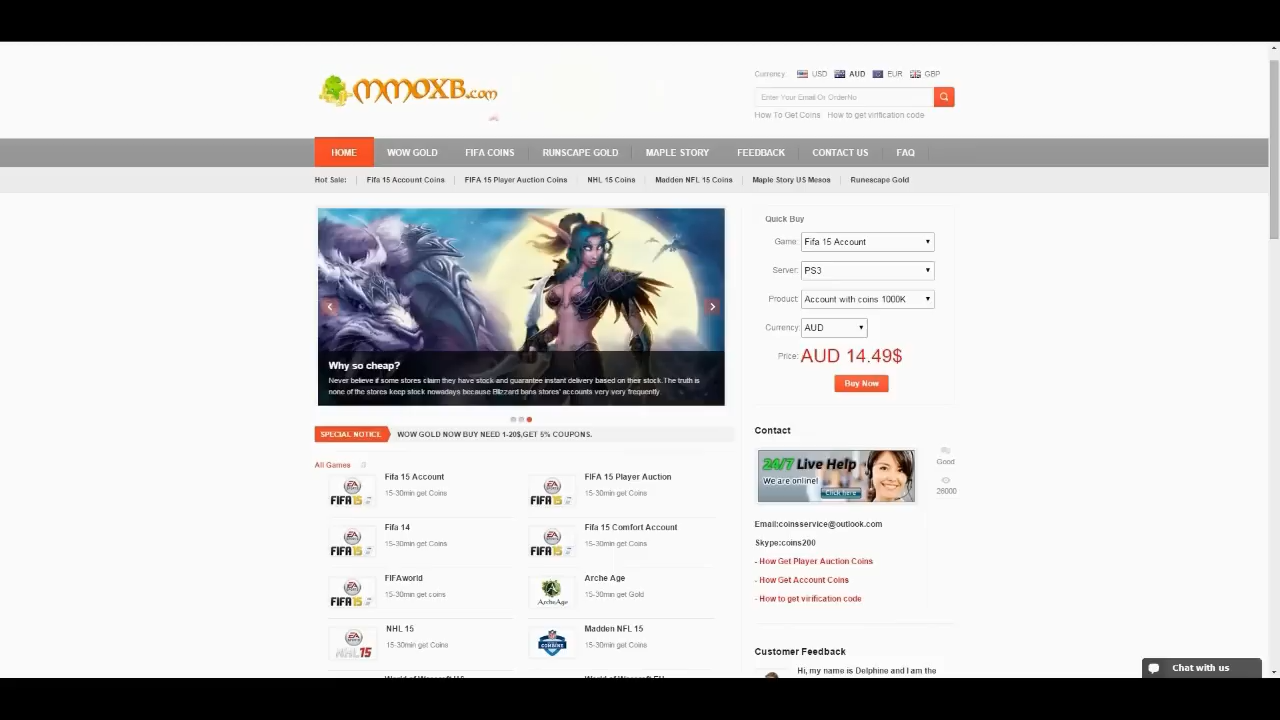 MMOXB.com
Currency: USD AUD EUR GBP
Enter Your Email Or OrderNo
How To Get Coins How to get virification code
HOME WOW GOLD FIFA COINS RUNSCAPE GOLD MAPLE STORY FEEDBACK CONTACT US FAQ
Hot Sale: Fifa 15 Account Coins FIFA 15 Player Auction Coins NHL 15 Coins Madden NFL 15 Coins Maple Story US Mesos Runescape Gold
Why so cheap?
Never believe if some stores claim they have stock and guarantee instant delivery based on their stock.The truth is
none of the stores keep stock nowadays because Blizzard bans stores' accounts very very frequently.
Quick Buy
Game: Fifa 15 Account
Server: PS3
Product: Account with coins 1000K
Currency: AUD
Price: AUD 14.49$
Buy Now
SPECIAL NOTICE WOW GOLD NOW BUY NEED 1-20$,GET 5% COUPONS.
All Games
Fifa 15 Account
15-30min get Coins
FIFA 15 Player Auction
15-30min get Coins
Fifa 14
15-30min get Coins
Fifa 15 Comfort Account
15-30min get Coins
FIFAworld
15-30min get coins
Arche Age
15-30min get Gold
NHL 15
15-30min get Coins
Madden NFL 15
15-30min get Coins
Contact
24/7 Live Help
We are online!
Click here
Good
26000
Email:coinsservice@outlook.com
Skype:coins200
- How Get Player Auction Coins
- How Get Account Coins
- How to get virification code
Customer Feedback
Hi, my name is Delphine and I am the
Chat with us